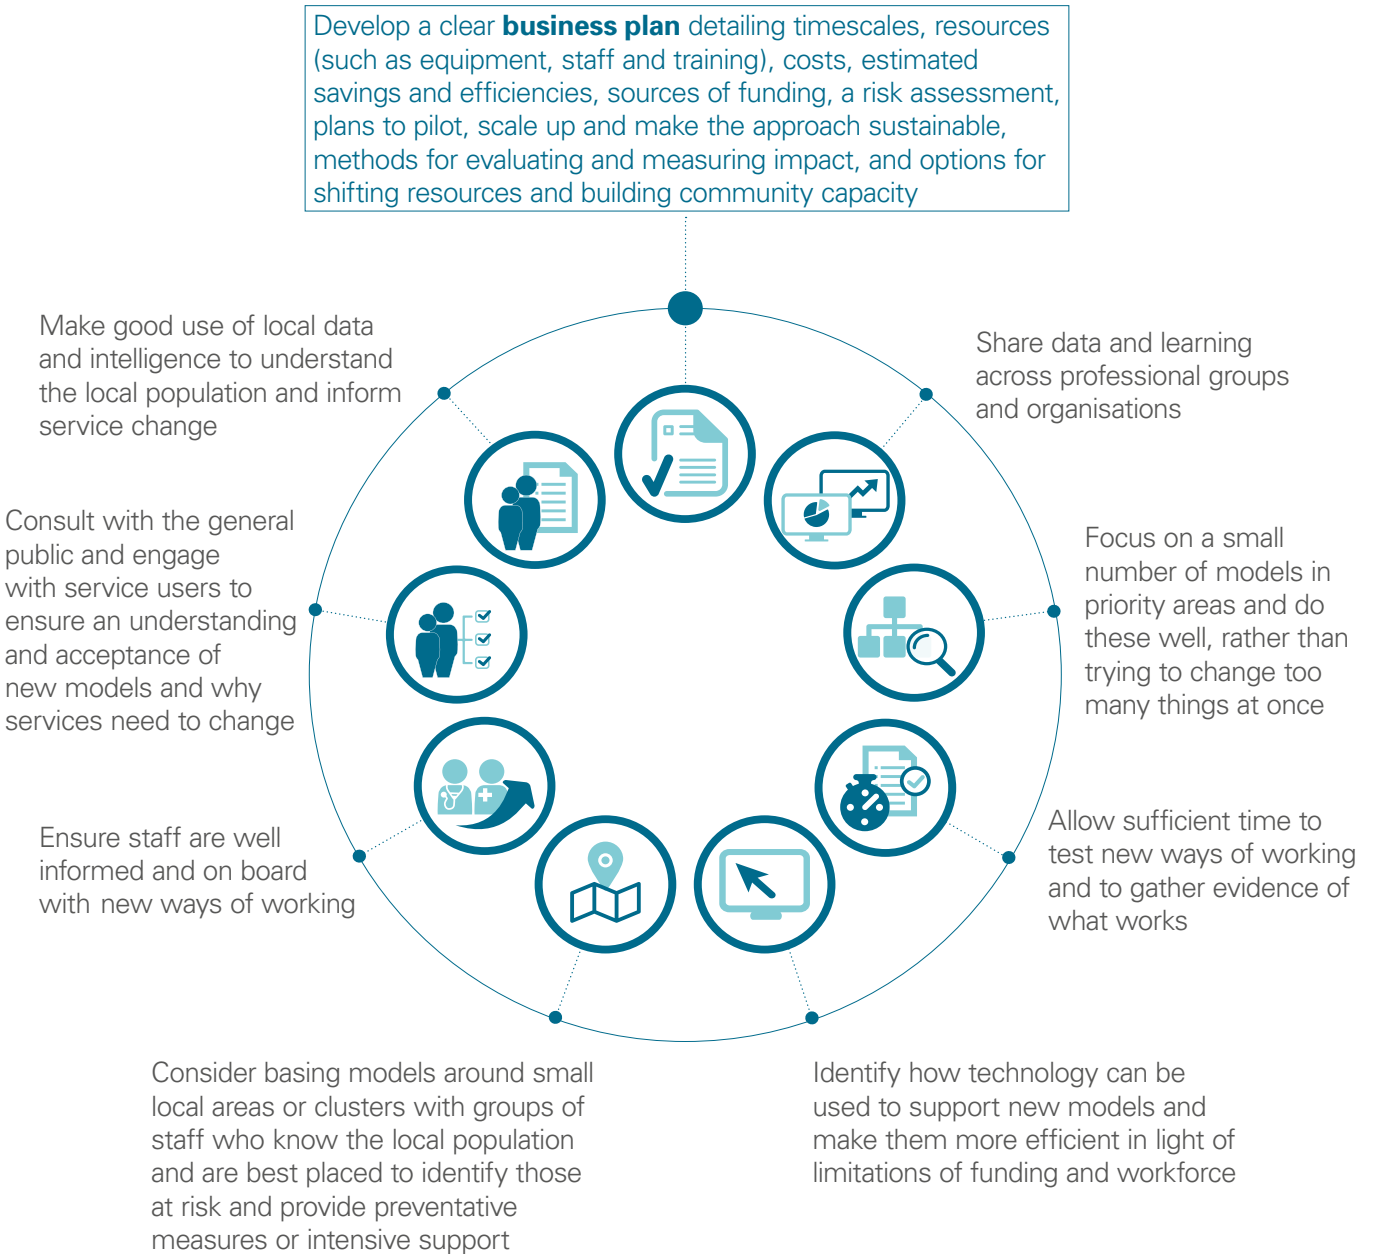 Develop a clear business plan detailing timescales, resources
(such as equipment, staff and training), costs, estimated
savings and efficiencies, sources of funding, a risk assessment,
plans to pilot, scale up and make the approach sustainable,
methods for evaluating and measuring impact, and options for
shifting resources and building community capacity
Share data and learning
across professional groups
and organisations
Focus on a small
number of models in
priority areas and do
these well, rather than
trying to change too
many things at once
Allow sufficient time to
test new ways of working
and to gather evidence of
what works
Identify how technology can be
used to support new models and
make them more efficient in light of
limitations of funding and workforce
Consider basing models around small
local areas or clusters with groups of
staff who know the local population
and are best placed to identify those
at risk and provide preventative
measures or intensive support
Ensure staff are well
informed and on board
with new ways of working
Consult with the general
public and engage
with service users to
ensure an understanding
and acceptance of
new models and why
services need to change
Make good use of local data
and intelligence to understand
the local population and inform
service change